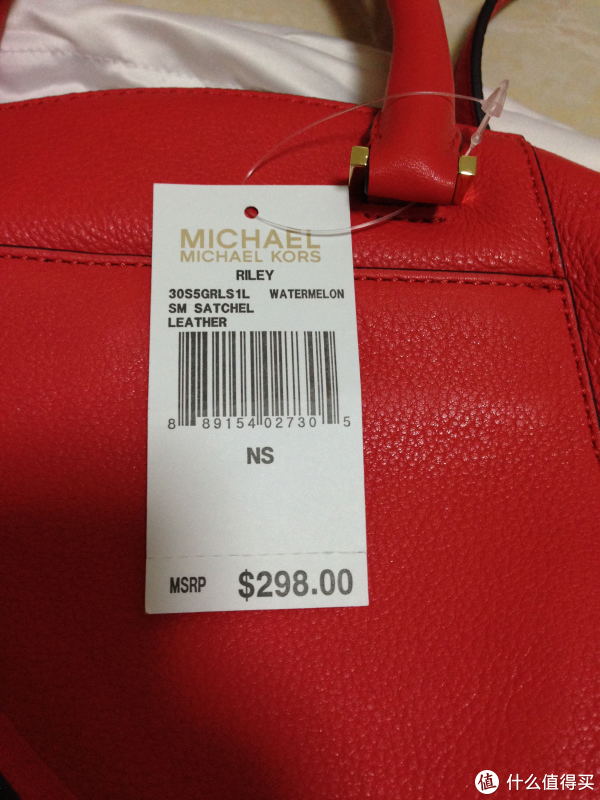 MICHAEL
MICHAEL KORS
RILEY
30S5GRLS1L WATERMELON
SM SATCHEL
LEATHER
8 89154 02730 5
NS
MSRP $298.00
值 什么值得买